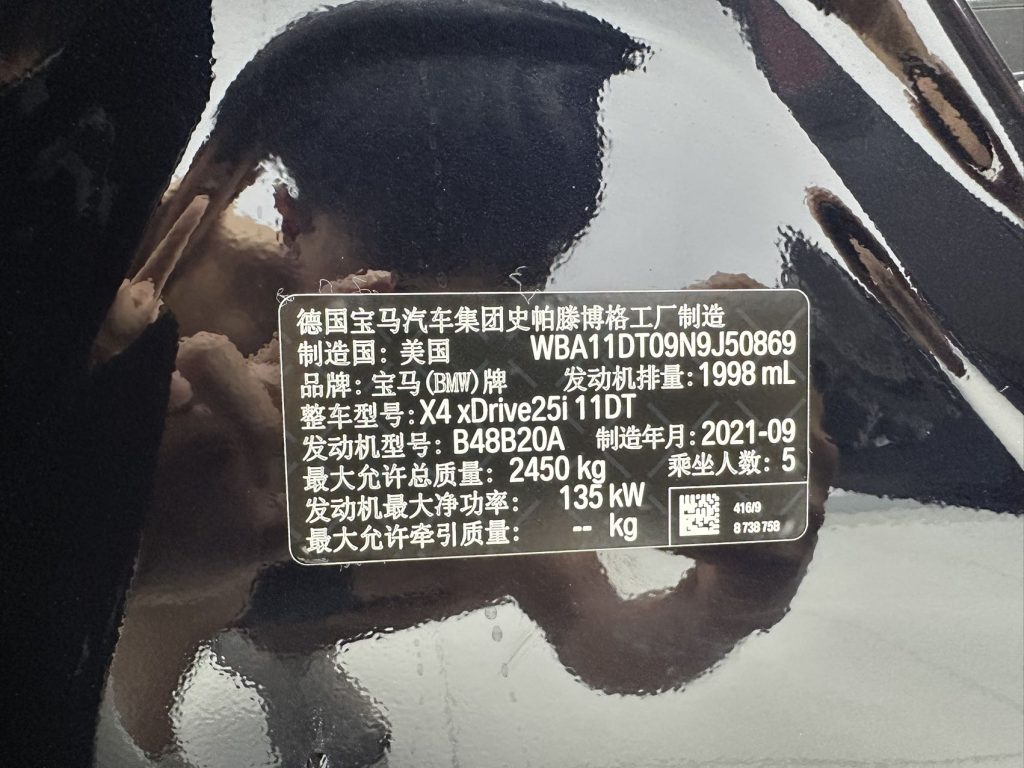 德国宝马汽车集团史帕滕博格工厂制造
制造国: 美国 WBA11DT09N9J50869
品牌: 宝马(BMW)牌 发动机排量: 1998 mL
整车型号: X4 xDrive25i 11DT
发动机型号: B48B20A 制造年月: 2021-09
最大允许总质量: 2450 kg 乘坐人数: 5
发动机最大净功率: 135 kW
最大允许牵引质量: -- kg
416/9
8 738 758